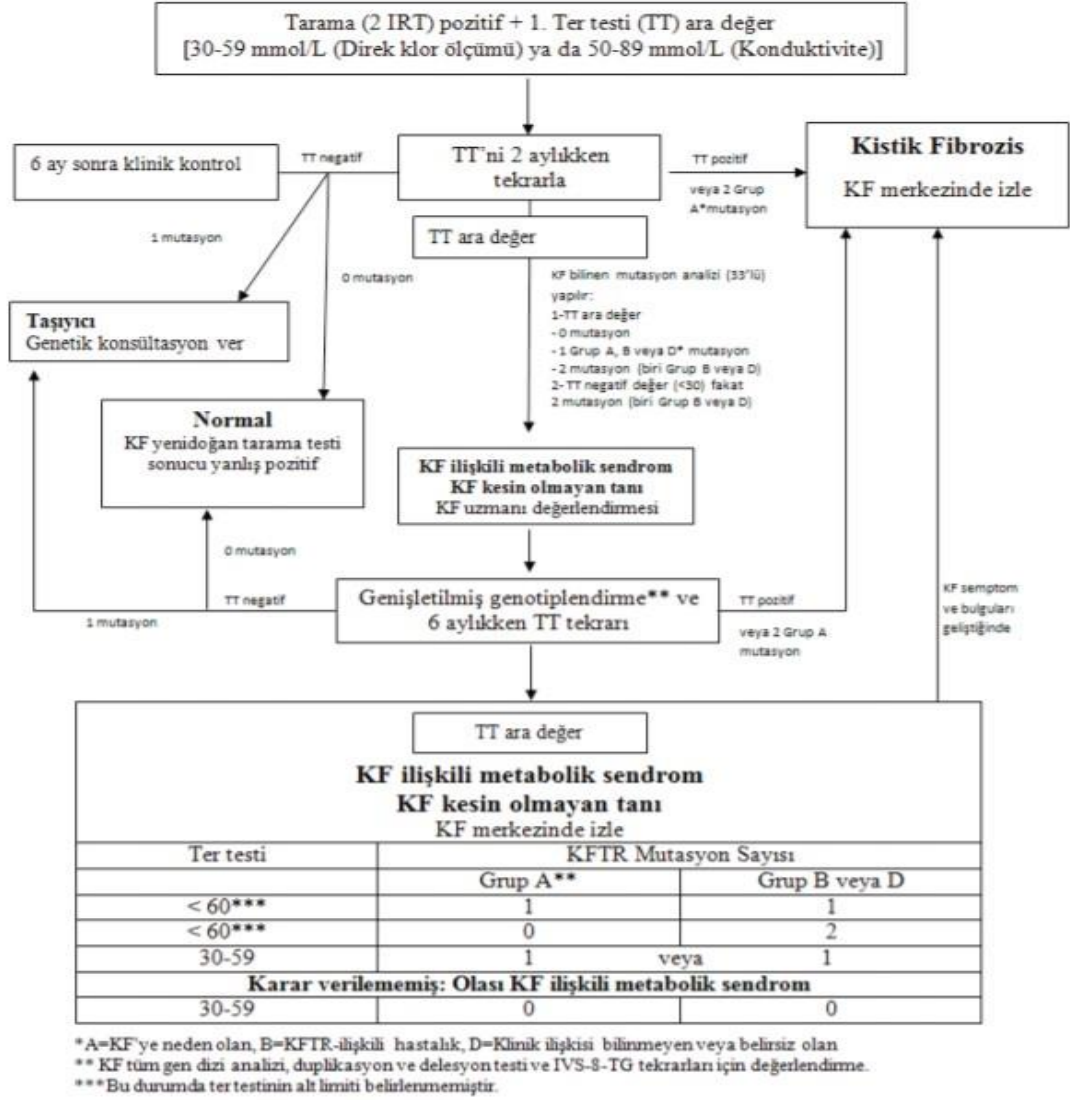 Tarama (2 IRT) pozitif + 1. Ter testi (TT) ara değer
[30-59 mmol/L (Direk klor ölçümü) ya da 50-89 mmol/L (Konduktivite)]
6 ay sonra klinik kontrol
TT negatif
TT'ni 2 aylıkken
tekrarla
TT pozitif
veya 2 Grup
A*mutasyon
Kistik Fibrozis
KF merkezinde izle
1 mutasyon
0 mutasyon
TT ara değer
KF bilinen mutasyon analizi (33'lü)
yapılır:
1-TT ara değer
- 0 mutasyon
- 1 Grup A, B veya D* mutasyon
- 2 mutasyon (biri Grup B veya D)
2- TT negatif değer (<30) fakat
2 mutasyon (biri Grup B veya D)
Taşıyıcı
Genetik konsültasyon ver
Normal
KF yenidoğan tarama testi
sonucu yanlış pozitif
KF ilişkili metabolik sendrom
KF kesin olmayan tanı
KF uzmanı değerlendirmesi
0 mutasyon
TT negatif
1 mutasyon
Genişletilmiş genotiplendirme** ve
6 aylıkken TT tekrarı
TT pozitif
veya 2 Grup A
mutasyon
KF semptom
ve bulguları
geliştiğinde
TT ara değer
KF ilişkili metabolik sendrom
KF kesin olmayan tanı
KF merkezinde izle
Ter testi KFTR Mutasyon Sayısı
Grup A** Grup B veya D
< 60*** 1 1
< 60*** 0 2
30-59 1 veya 1
Karar verilememiş: Olası KF ilişkili metabolik sendrom
30-59 0 0
*A=KF'ye neden olan, B=KFTR-ilişkili hastalık, D=Klinik ilişkisi bilinmeyen veya belirsiz olan
** KF tüm gen dizi analizi, duplikasyon ve delesyon testi ve IVS-8-TG tekrarları için değerlendirme.
***Bu durumda ter testinin alt limiti belirlenmemiştir.